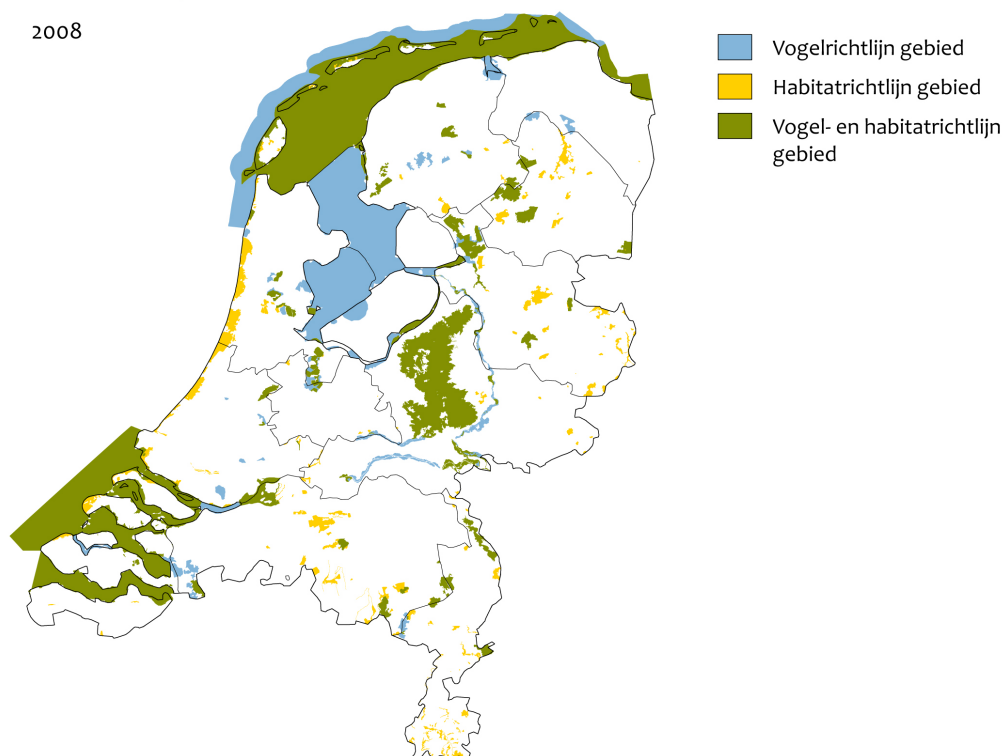 2008
Vogelrichtlijn gebied
Habitatrichtlijn gebied
Vogel- en habitatrichtlijn
gebied